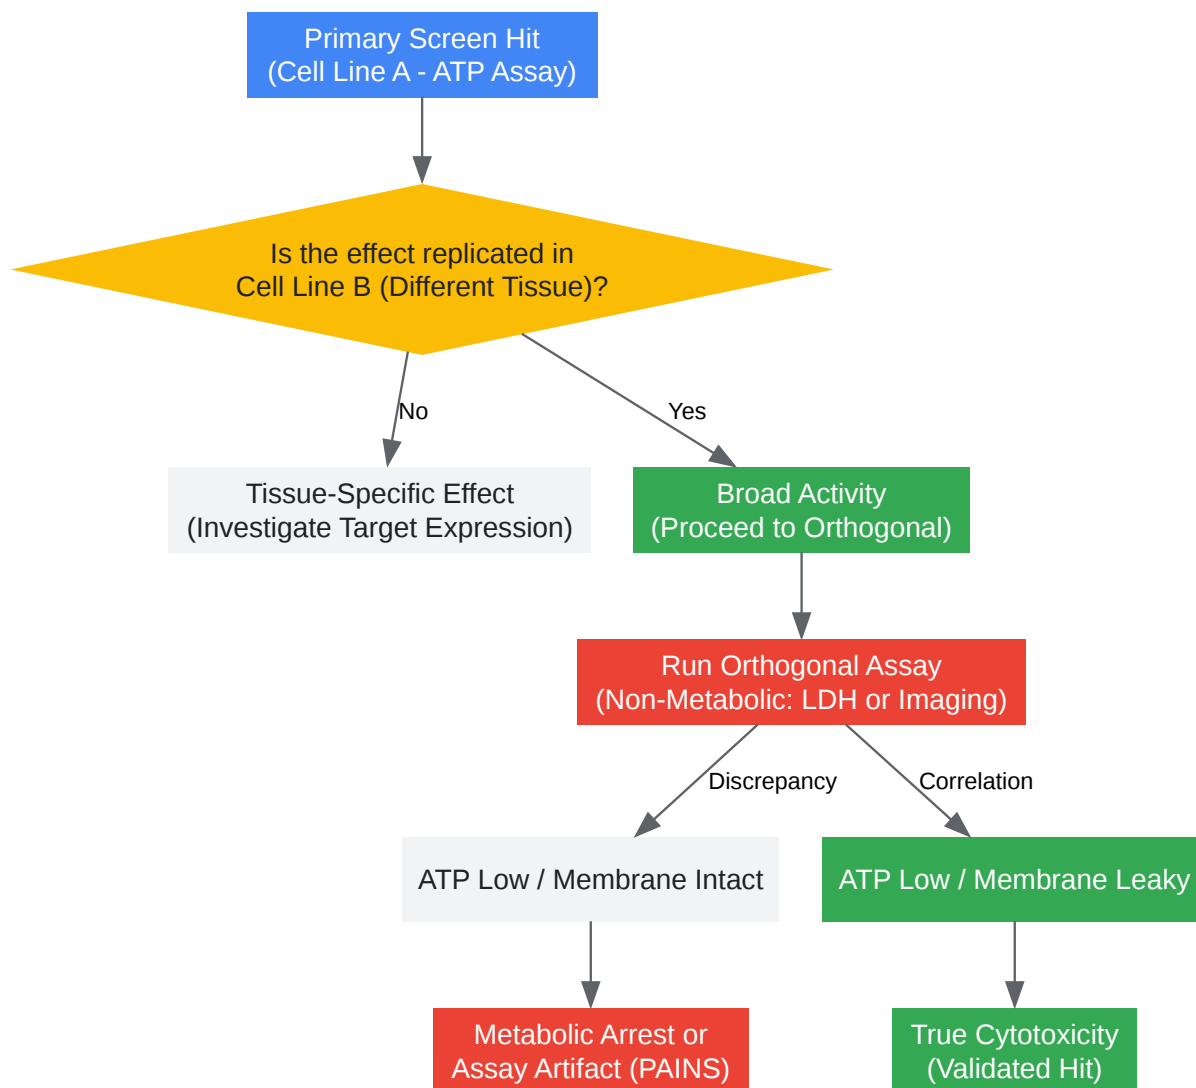 Primary Screen Hit
(Cell Line A - ATP Assay)
Is the effect replicated in
Cell Line B (Different Tissue)?
No
Yes
Tissue-Specific Effect
(Investigate Target Expression)
Broad Activity
(Proceed to Orthogonal)
Run Orthogonal Assay
(Non-Metabolic: LDH or Imaging)
Discrepancy
Correlation
ATP Low / Membrane Intact
ATP Low / Membrane Leaky
Metabolic Arrest or
Assay Artifact (PAINS)
True Cytotoxicity
(Validated Hit)